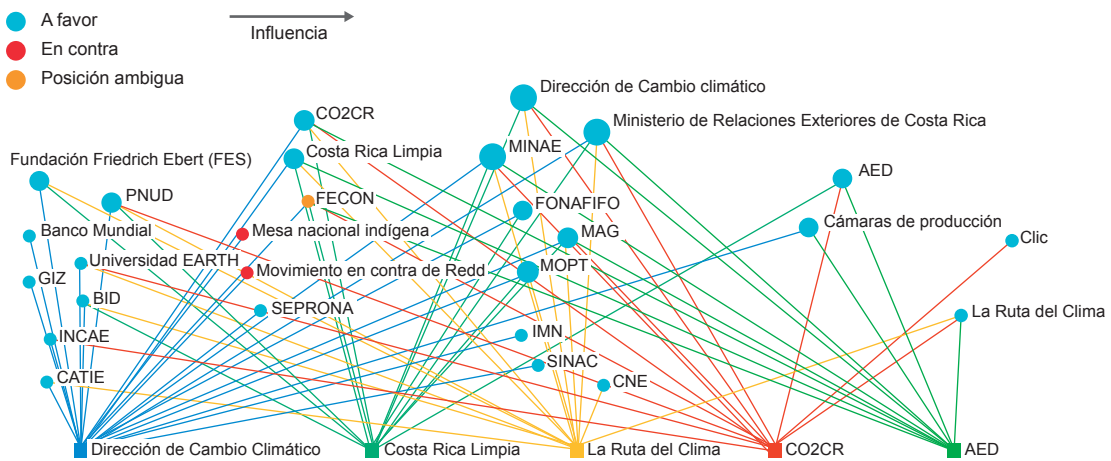 A favor
Influencia
En contra
Posición ambigua
Dirección de Cambio climático
CO2CR
Ministerio de Relaciones Exteriores de Costa Rica
Costa Rica Limpia
MINAE
Fundación Friedrich Ebert (FES)
AED
PNUD
FECON
FONAFIFO
Cámaras de producción
Banco Mundial
Mesa nacional indígena
MAG
Clic
Universidad EARTH
Movimiento en contra de Redd
MOPT
GIZ
BID
SEPRONA
La Ruta del Clima
INCAE
IMN
SINAC
CATIE
CNE
Dirección de Cambio Climático
Costa Rica Limpia
La Ruta del Clima
CO2CR
AED